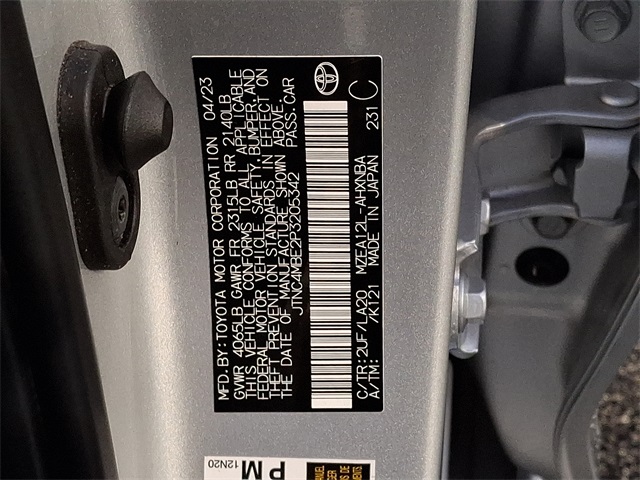 MFD.BY:TOYOTA MOTOR CORPORATION 04/23
GVWR 4065LB GAWR FR 2315LB RR 2140LB
THIS VEHICLE CONFORMS TO ALL APPLICABLE
FEDERAL MOTOR VEHICLE SAFETY, BUMPER, AND
THEFT PREVENTION STANDARDS IN EFFECT ON
THE DATE OF MANUFACTURE SHOWN ABOVE.
JTNC4MBE2P3205342 PASS.CAR
C/TR:2UF/LA20 MZEA12L-AHXNBA 231 C
A/TM: /K121 MADE IN JAPAN
12N20
PM